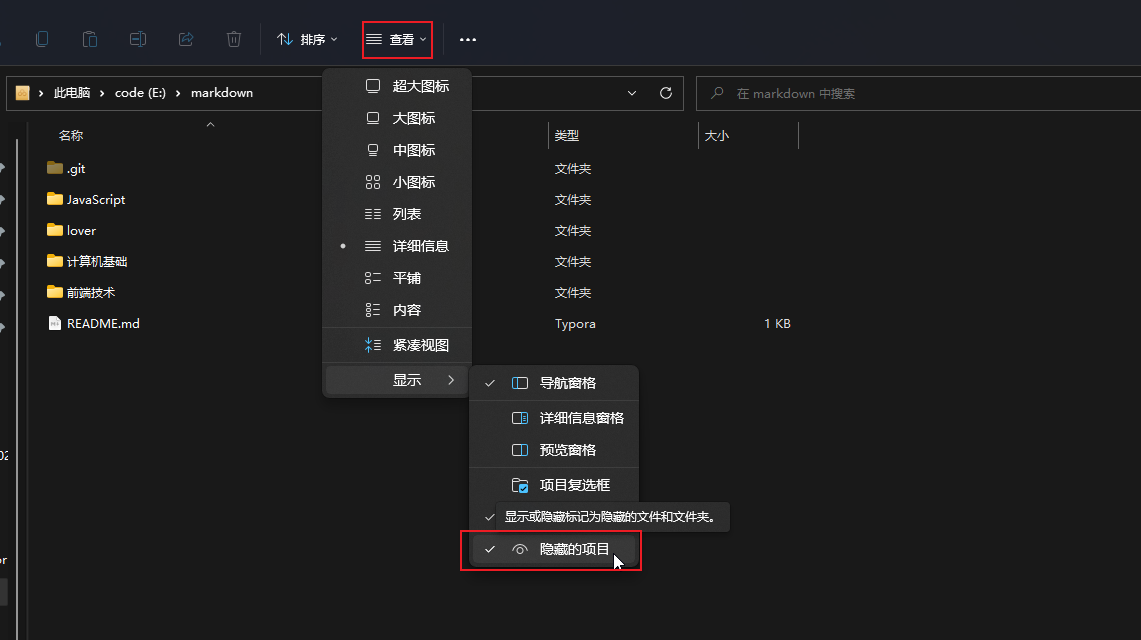 排序
查看
此电脑 code (E:) markdown
在 markdown 中搜索
名称 类型 大小
.git 文件夹
JavaScript 文件夹
lover 文件夹
计算机基础 文件夹
前端技术 文件夹
README.md Typora 1 KB
超大图标
大图标
中图标
小图标
列表
详细信息
平铺
内容
紧凑视图
显示
导航窗格
详细信息窗格
预览窗格
项目复选框
显示或隐藏标记为隐藏的文件和文件夹。
隐藏的项目